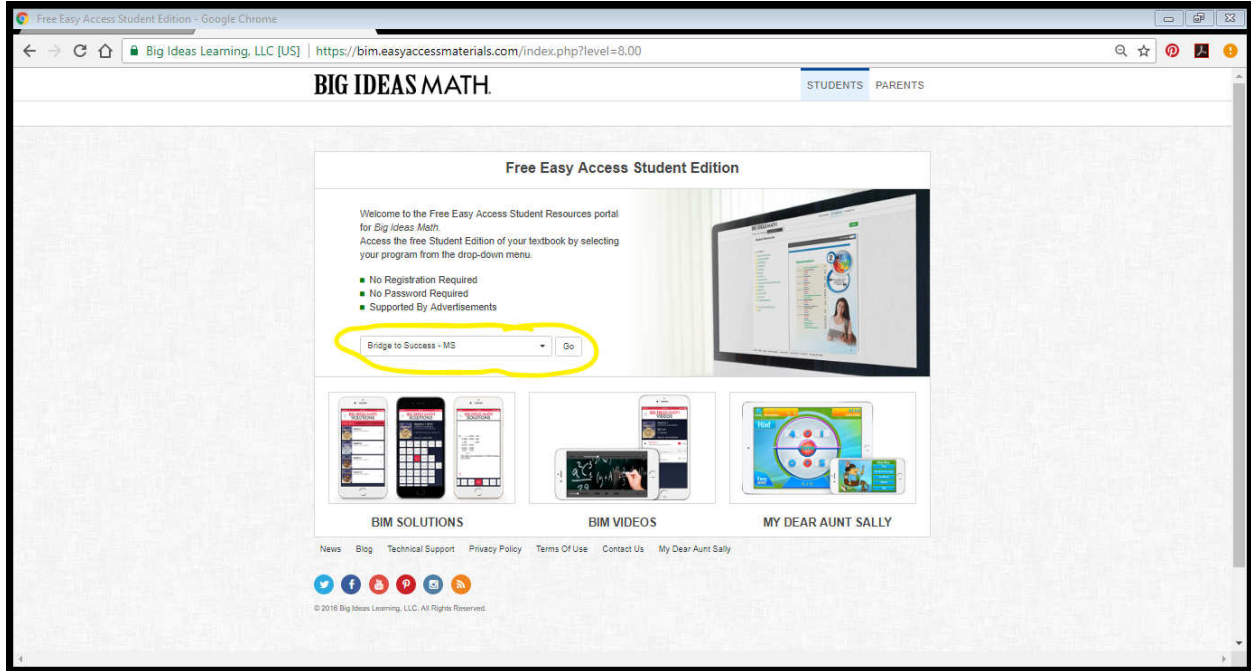 Free Easy Access Student Edition - Google Chrome
Big Ideas Learning, LLC [US] | https://bim.easyaccessmaterials.com/index.php?level=8.00
BIG IDEAS MATH.
STUDENTS PARENTS
Free Easy Access Student Edition
Welcome to the Free Easy Access Student Resources portal
for Big Ideas Math.
Access the free Student Edition of your textbook by selecting
your program from the drop-down menu.
No Registration Required
No Password Required
Supported By Advertisements
Bridge to Success - MS Go
BIM SOLUTIONS BIM VIDEOS MY DEAR AUNT SALLY
News Blog Technical Support Privacy Policy Terms Of Use Contact Us My Dear Aunt Sally
© 2016 Big Ideas Learning, LLC. All Rights Reserved.